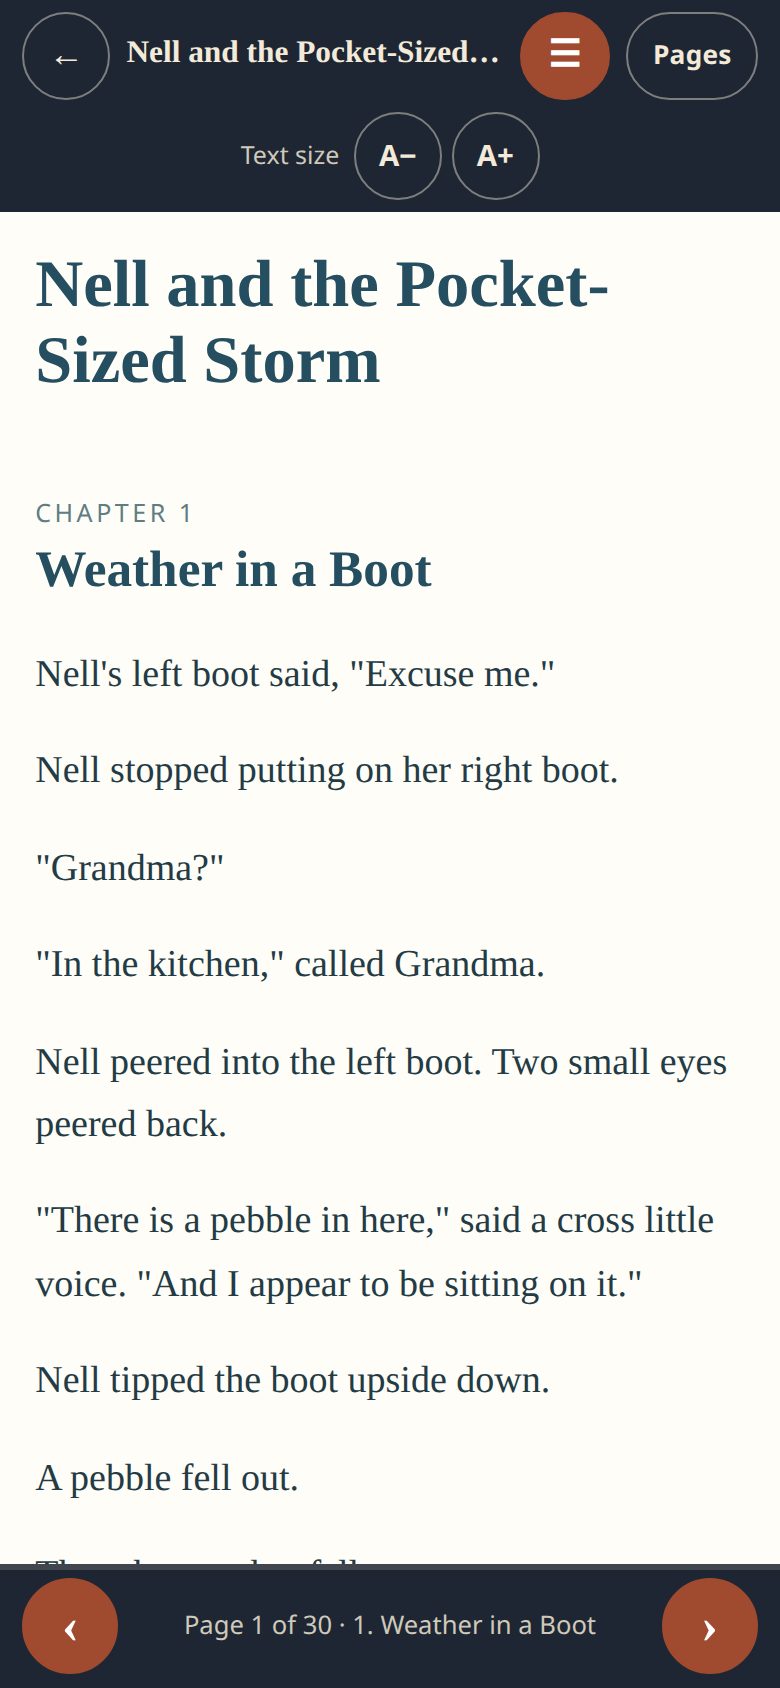 ← Nell and the Pocket-Sized… ☰ Pages
Text size A− A+
Nell and the Pocket-
Sized Storm
CHAPTER 1
Weather in a Boot
Nell's left boot said, "Excuse me."
Nell stopped putting on her right boot.
"Grandma?"
"In the kitchen," called Grandma.
Nell peered into the left boot. Two small eyes
peered back.
"There is a pebble in here," said a cross little
voice. "And I appear to be sitting on it."
Nell tipped the boot upside down.
A pebble fell out.
‹ Page 1 of 30 · 1. Weather in a Boot ›